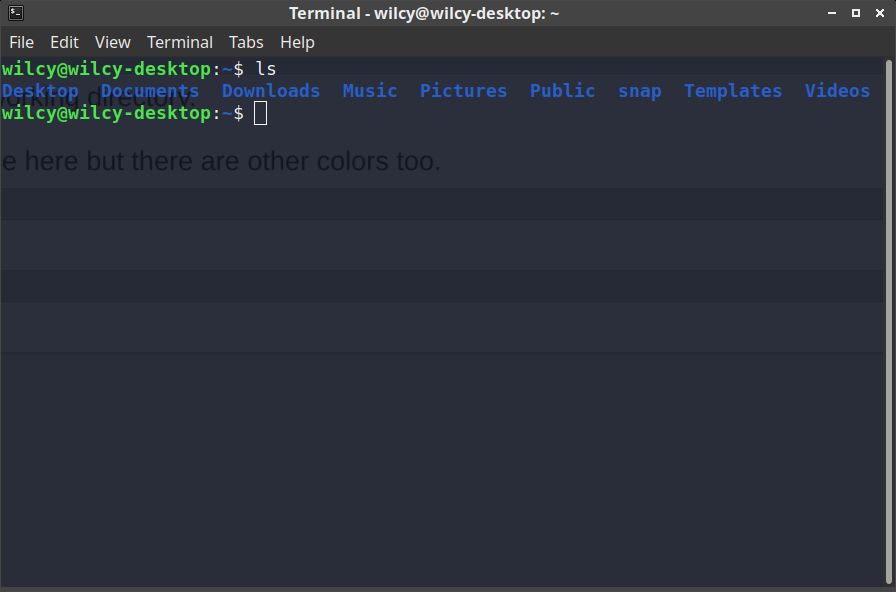 Terminal - wilcy@wilcy-desktop: ~
File Edit View Terminal Tabs Help
wilcy@wilcy-desktop:~$ ls
Desktop Documents Downloads Music Pictures Public snap Templates Videos
working directory.
wilcy@wilcy-desktop:~$
e here but there are other colors too.